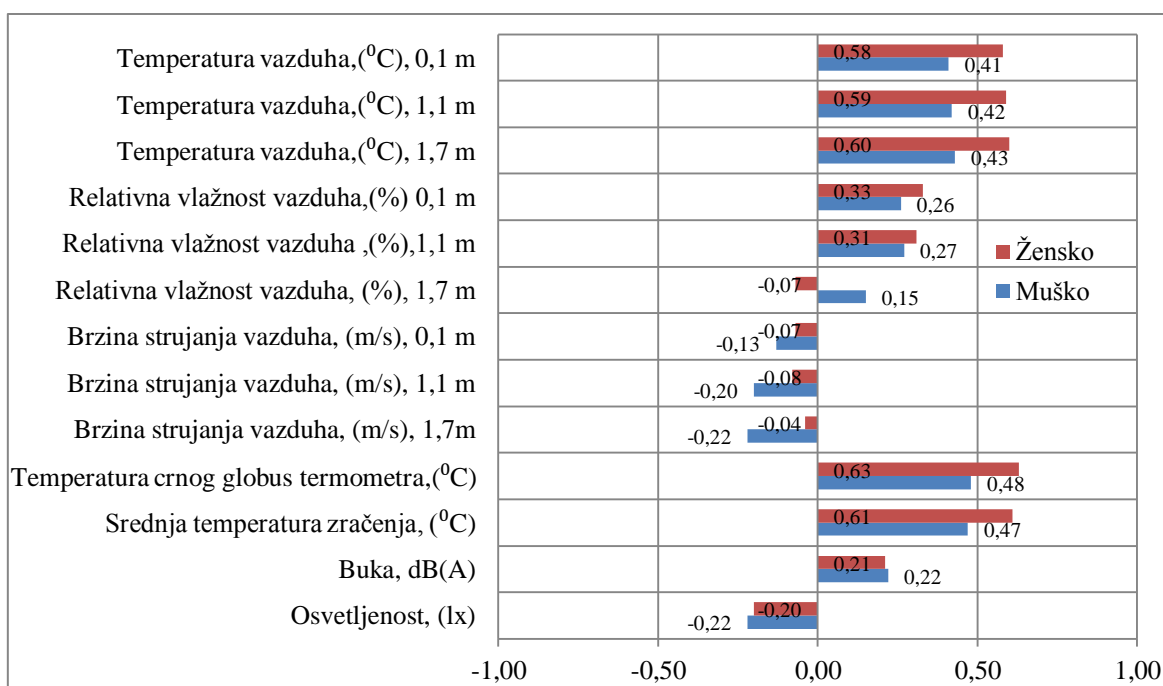 Temperatura vazduha,(⁰C), 0,1 m
0,58
0,41
Temperatura vazduha,(⁰C), 1,1 m
0,59
0,42
Temperatura vazduha,(⁰C), 1,7 m
0,60
0,43
Relativna vlažnost vazduha,(%) 0,1 m
0,33
0,26
Relativna vlažnost vazduha ,(%),1,1 m
0,31
0,27
Relativna vlažnost vazduha, (%), 1,7 m
-0,07
0,15
Brzina strujanja vazduha, (m/s), 0,1 m
-0,07
-0,13
Brzina strujanja vazduha, (m/s), 1,1 m
-0,08
-0,20
Brzina strujanja vazduha, (m/s), 1,7m
-0,04
-0,22
Temperatura crnog globus termometra,(⁰C)
0,63
0,48
Srednja temperatura zračenja, (⁰C)
0,61
0,47
Buka, dB(A)
0,21
0,22
Osvetljenost, (lx)
-0,20
-0,22
Žensko
Muško
-1,00 -0,50 0,00 0,50 1,00